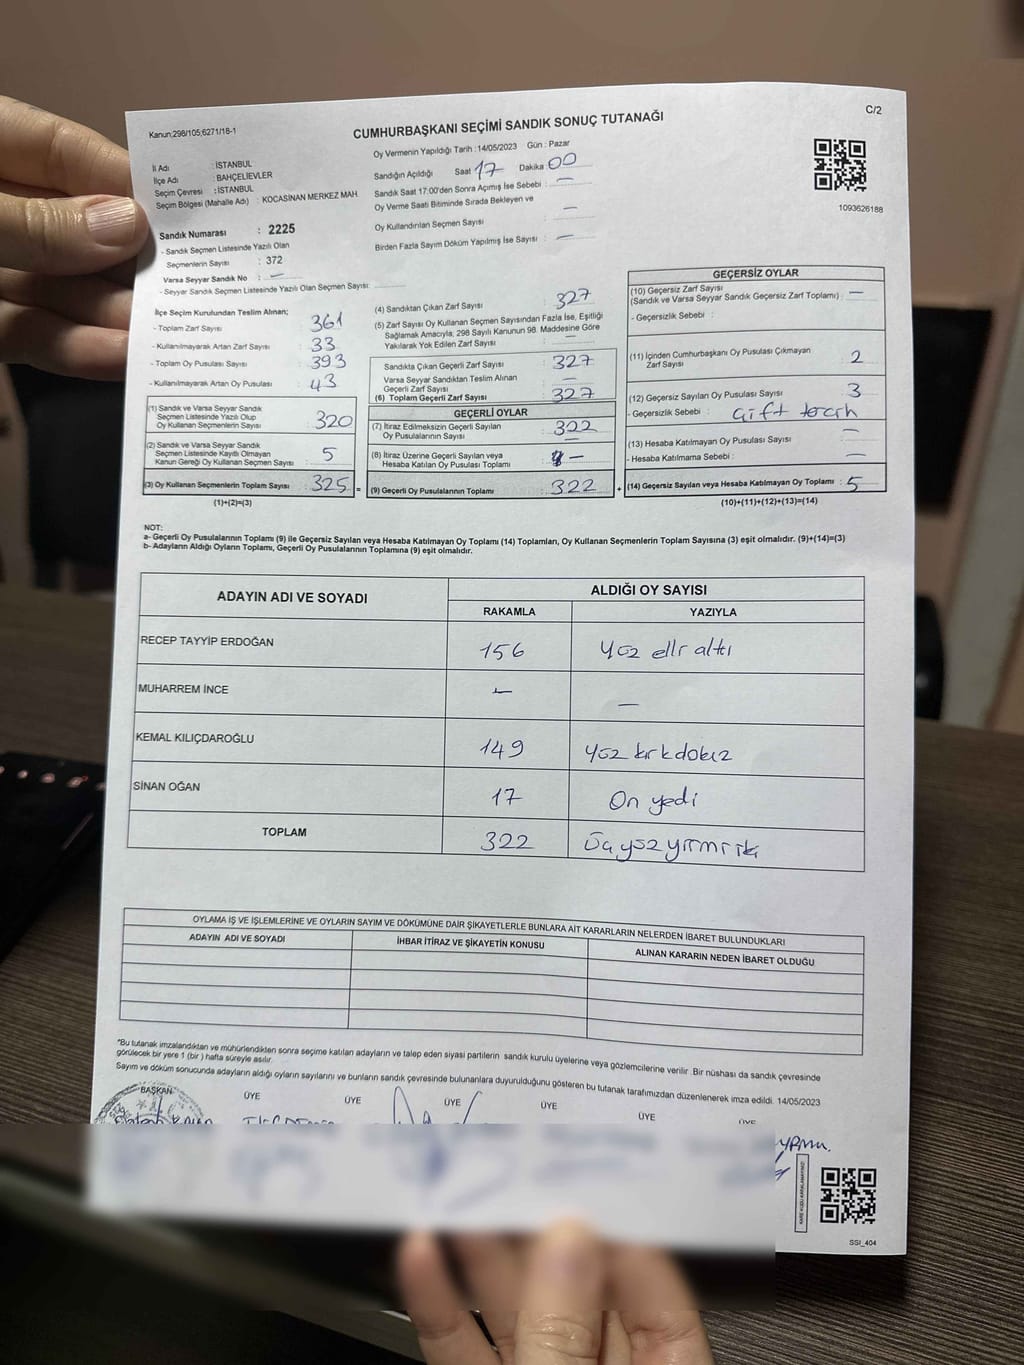 Kanun;298/105;6271/18-1
C/2
CUMHURBAŞKANI SEÇİMİ SANDIK SONUÇ TUTANAĞI
İl Adı : İSTANBUL
İlçe Adı : BAHÇELİEVLER
Seçim Çevresi : İSTANBUL
Seçim Bölgesi (Mahalle Adı) : KOCASİNAN MERKEZ MAH.
Oy Vermenin Yapıldığı Tarih : 14/05/2023 Gün : Pazar
Sandığın Açıldığı Saat 17 Dakika 00
Sandık Saat 17:00'den Sonra Açımış İse Sebebi : —
Oy Verme Saati Bitiminde Sırada Bekleyen ve
Oy Kullandırılan Seçmen Sayısı : —
Birden Fazla Sayım Döküm Yapılmış İse Sayısı : —
1093626188
Sandık Numarası : 2225
- Sandık Seçmen Listesinde Yazılı Olan
Seçmenlerin Sayısı : 372
Varsa Seyyar Sandık No : —
- Seyyar Sandık Seçmen Listesinde Yazılı Olan Seçmen Sayısı:
İlçe Seçim Kurulundan Teslim Alınan;
- Toplam Zarf Sayısı : 361
- Kullanılmayarak Artan Zarf Sayısı : 33
- Toplam Oy Pusulası : 393
- Kullanılmayarak Artan Oy Pusulası : 43
(1) Sandık ve Varsa Seyyar Sandık
Seçmen Listesinde Yazılı Olup
Oy Kullanan Seçmenlerin Sayısı : 320
(2) Sandık ve Varsa Seyyar Sandık
Seçmen Listesinde Kayıtlı Olmayan
Kanun Gereği Oy Kullanan Seçmen Sayısı : 5
(3) Oy Kullanan Seçmenlerin Toplam Sayısı : 325 =
(1)+(2)=(3)
(4) Sandıktan Çıkan Zarf Sayısı : 327
(5) Zarf Sayısı Oy Kullanan Seçmen Sayısından Fazla İse, Eşitliği
Sağlamak Amacıyla, 298 Sayılı Kanunun 98. Maddesine Göre
Yakılarak Yok Edilen Zarf Sayısı : —
Sandıkta Çıkan Geçerli Zarf Sayısı : 327
Varsa Seyyar Sandıktan Teslim Alınan
Geçerli Zarf Sayısı : —
(6) Toplam Geçerli Zarf Sayısı : 327
GEÇERLİ OYLAR
(7) İtiraz Edilmeksizin Geçerli Sayılan
Oy Pusulalarının Sayısı : 322
(8) İtiraz Üzerine Geçerli Sayılan veya
Hesaba Katılan Oy Pusulası Toplamı : —
(9) Geçerli Oy Pusulalarının Toplamı : 322 +
GEÇERSİZ OYLAR
(10) Geçersiz Zarf Sayısı
(Sandık ve Varsa Seyyar Sandık Geçersiz Zarf Toplamı) : —
- Geçersizlik Sebebi :
(11) İçinden Cumhurbaşkanı Oy Pusulası Çıkmayan
Zarf Sayısı : 2
(12) Geçersiz Sayılan Oy Pusulası Sayısı : 3
- Geçersizlik Sebebi : Çift tercih
(13) Hesaba Katılmayan Oy Pusulası Sayısı : —
- Hesaba Katılmama Sebebi : —
(14) Geçersiz Sayılan veya Hesaba Katılmayan Oy Toplamı : 5
(10)+(11)+(12)+(13)=(14)
NOT:
a- Geçerli Oy Pusulalarının Toplamı (9) ile Geçersiz Sayılan veya Hesaba Katılmayan Oy Toplamı (14) Toplamları, Oy Kullanan Seçmenlerin Toplam Sayısına (3) eşit olmalıdır. (9)+(14)=(3)
b- Adayların Aldığı Oyların Toplamı, Geçerli Oy Pusulalarının Toplamına (9) eşit olmalıdır.
ADAYIN ADI VE SOYADI ALDIĞI OY SAYISI
RAKAMLA YAZIYLA
RECEP TAYYİP ERDOĞAN 156 Yüz elli altı
MUHARREM İNCE — —
KEMAL KILIÇDAROĞLU 149 Yüz kırkdokuz
SİNAN OĞAN 17 On yedi
TOPLAM 322 Üçyüzyirmiiki
OYLAMA İŞ VE İŞLEMLERİNE VE OYLARIN SAYIM VE DÖKÜMÜNE DAİR ŞİKAYETLERLE BUNLARA AİT KARARLARIN NELERDEN İBARET BULUNDUKLARI
ADAYIN ADI VE SOYADI İHBAR İTİRAZ VE ŞİKAYETİN KONUSU ALINAN KARARIN NEDEN İBARET OLDUĞU
*Bu tutanak imzalandıktan ve mühürlendikten sonra seçime katılan adayların ve talep eden siyasi partilerin sandık kurulu üyelerine veya gözlemcilerine verilir .Bir nüshası da sandık çevresinde
görülecek bir yere 1 (bir ) hafta süreyle asılır.
Sayım ve döküm sonucunda adayların aldığı oyların sayılarını ve bunların sandık çevresinde bulunanlara duyurulduğunu gösteren bu tutanak tarafımızdan düzenlenerek imza edildi. 14/05/2023
BAŞKAN ÜYE ÜYE ÜYE ÜYE ÜYE ÜYE
SSI_404